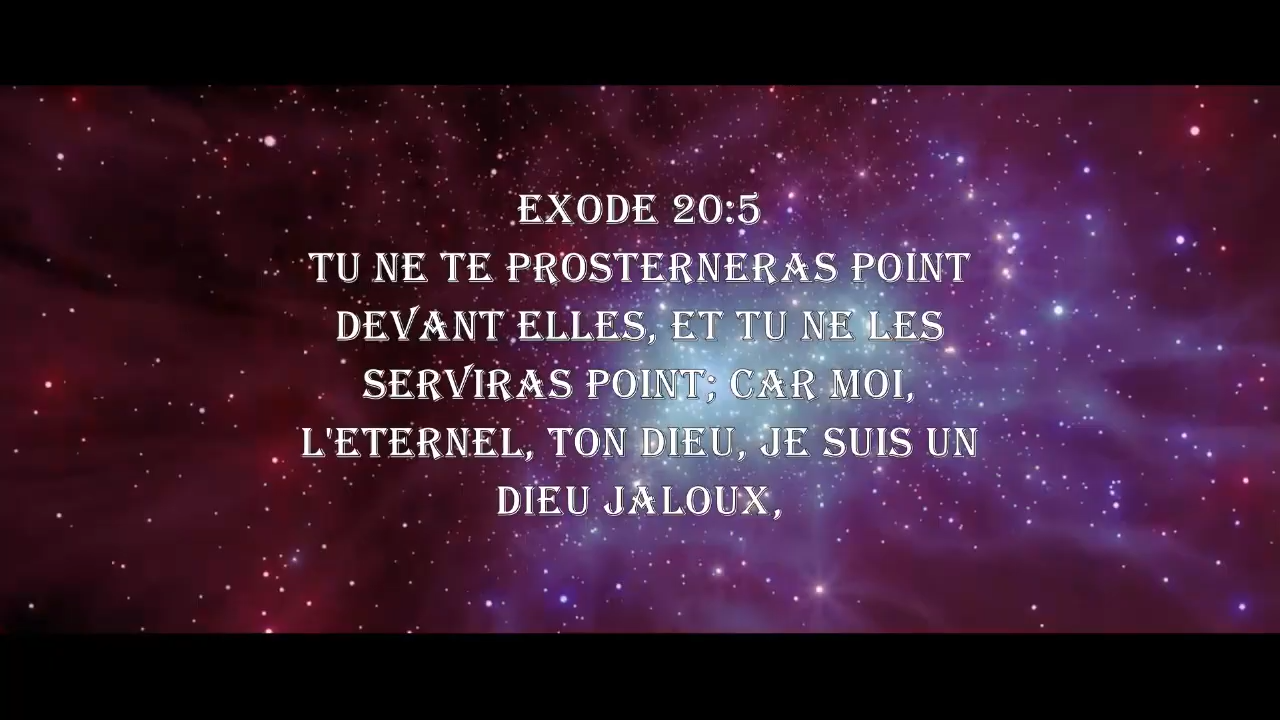 EXODE 20:5
TU NE TE PROSTERNERAS POINT
DEVANT ELLES, ET TU NE LES
SERVIRAS POINT; CAR MOI,
L'ETERNEL, TON DIEU, JE SUIS UN
DIEU JALOUX,